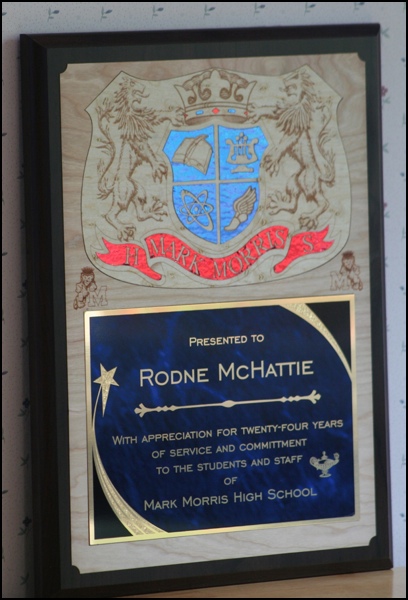 H. MARK MORRIS S.
M
M
PRESENTED TO
RODNE MCHATTIE
WITH APPRECIATION FOR TWENTY-FOUR YEARS
OF SERVICE AND COMMITMENT
TO THE STUDENTS AND STAFF
OF
MARK MORRIS HIGH SCHOOL